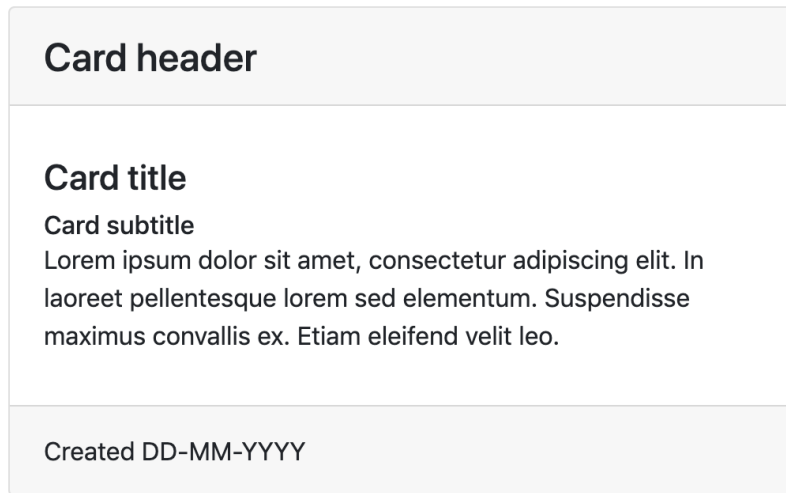 Card header
Card title
Card subtitle
Lorem ipsum dolor sit amet, consectetur adipiscing elit. In
laoreet pellentesque lorem sed elementum. Suspendisse
maximus convallis ex. Etiam eleifend velit leo.
Created DD-MM-YYYY